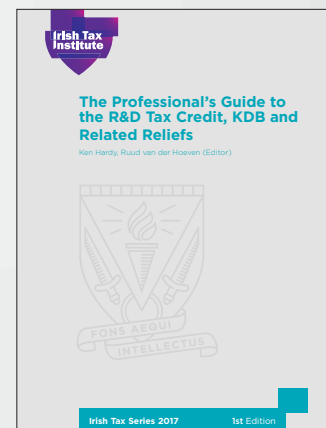 Irish Tax
Institute
The Professional's Guide to
the R&D Tax Credit, KDB and
Related Reliefs
Ken Hardy, Ruud van der Hoeven (Editor)
FONS AEQUI
INTELLECTUS
Irish Tax Series 2017 1st Edition